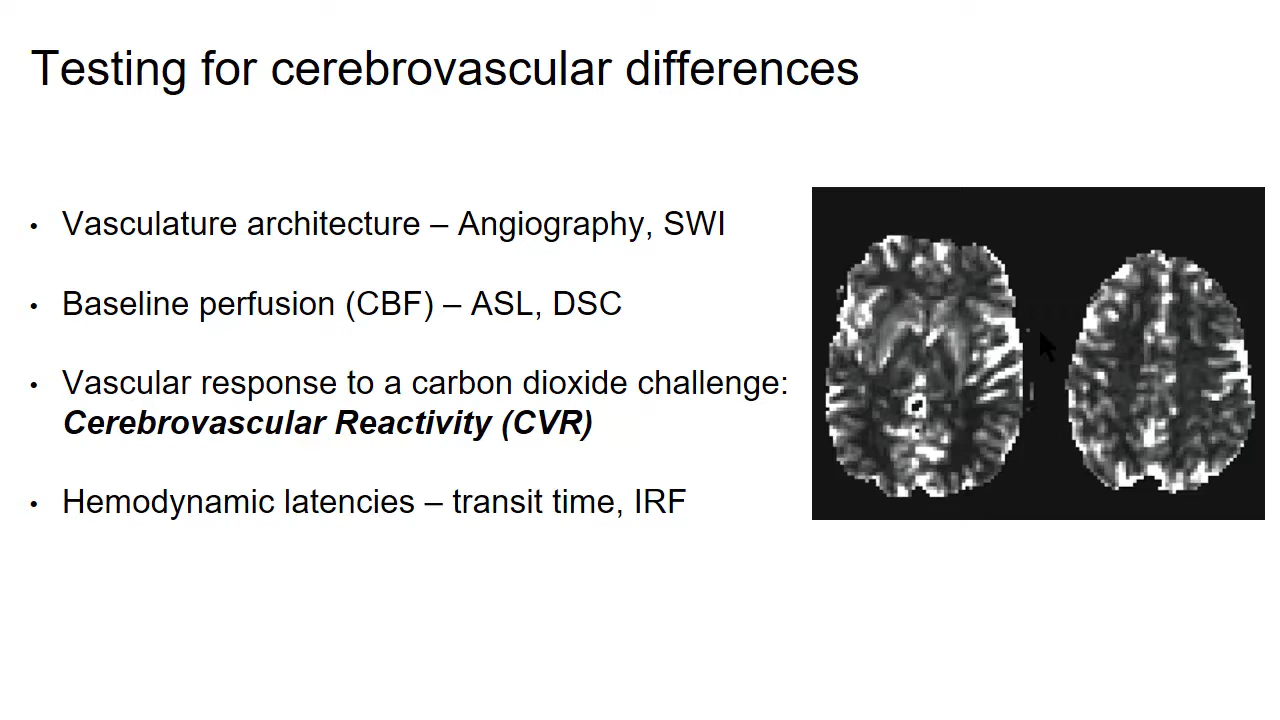 Testing for cerebrovascular differences
• Vasculature architecture – Angiography, SWI
• Baseline perfusion (CBF) – ASL, DSC
• Vascular response to a carbon dioxide challenge:
Cerebrovascular Reactivity (CVR)
• Hemodynamic latencies – transit time, IRF